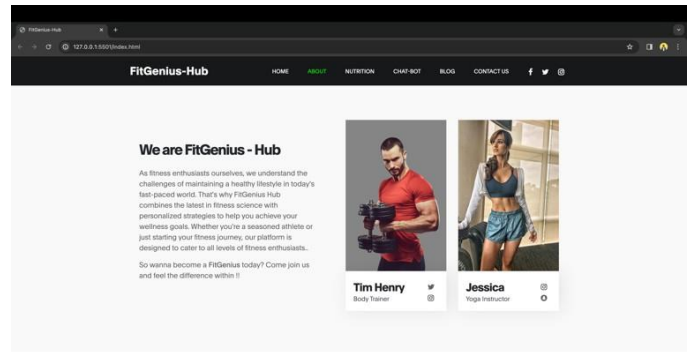 FitGenius-Hub
127.0.0.1:5501/index.html
FitGenius-Hub
HOME ABOUT NUTRITION CHAT-BOT BLOG CONTACT US
We are FitGenius - Hub
As fitness enthusiasts ourselves, we understand the
challenges of maintaining a healthy lifestyle in today's
fast-paced world. That's why FitGenius Hub
combines the latest in fitness science with
personalized strategies to help you achieve your
wellness goals. Whether you're a seasoned athlete or
just starting your fitness journey, our platform is
designed to cater to all levels of fitness enthusiasts..
So wanna become a FitGenius today? Come join us
and feel the difference within !!
Tim Henry
Body Trainer
Jessica
Yoga Instructor